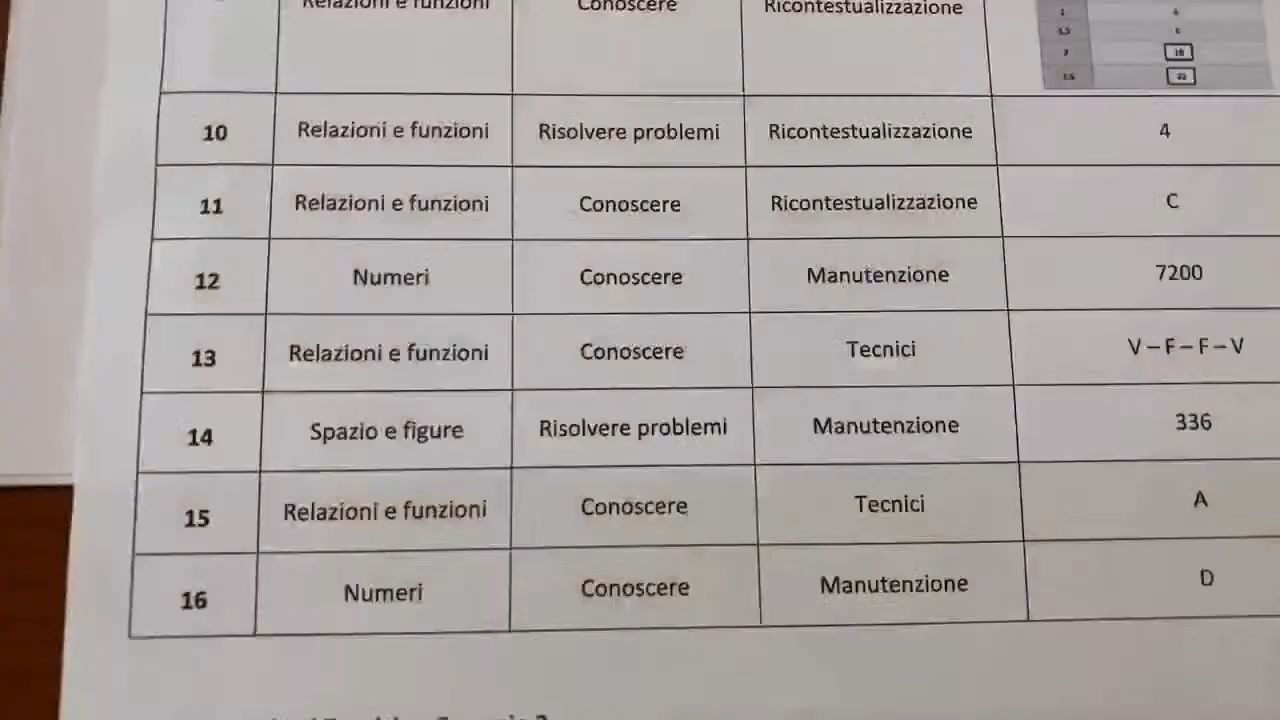 Relazioni e funzioni Conoscere Ricontestualizzazione
7 18
10 Relazioni e funzioni Risolvere problemi Ricontestualizzazione 4
11 Relazioni e funzioni Conoscere Ricontestualizzazione C
12 Numeri Conoscere Manutenzione 7200
13 Relazioni e funzioni Conoscere Tecnici V – F – F – V
14 Spazio e figure Risolvere problemi Manutenzione 336
15 Relazioni e funzioni Conoscere Tecnici A
16 Numeri Conoscere Manutenzione D